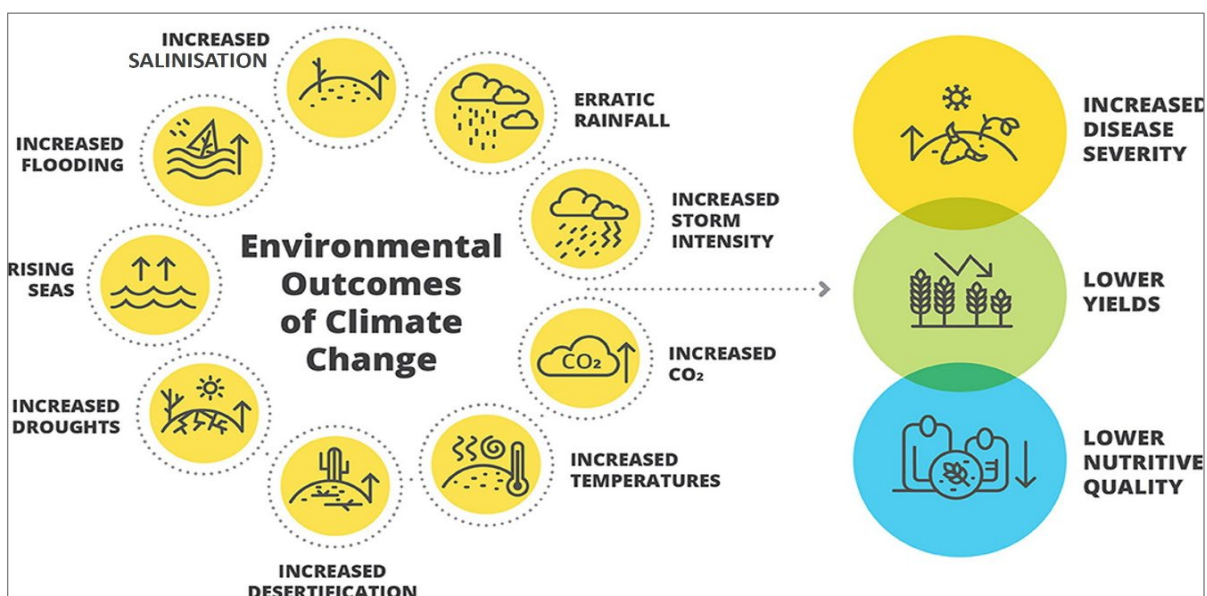 INCREASED
SALINISATION
ERRATIC
RAINFALL
INCREASED
FLOODING
INCREASED
STORM
INTENSITY
Environmental
Outcomes
of Climate
Change
RISING
SEAS
CO₂
INCREASED
CO₂
INCREASED
DROUGHTS
INCREASED
TEMPERATURES
INCREASED
DESERTIFICATION
INCREASED
DISEASE
SEVERITY
LOWER
YIELDS
LOWER
NUTRITIVE
QUALITY